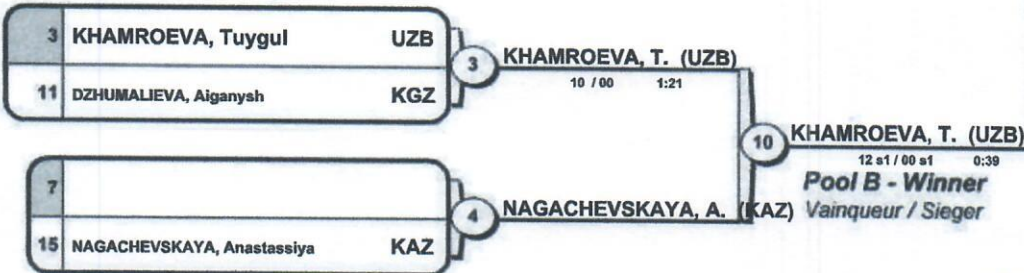 3 KHAMROEVA, Tuygul UZB
11 DZHUMALIEVA, Aiganysh KGZ
3
KHAMROEVA, T. (UZB)
10 / 00 1:21
7
15 NAGACHEVSKAYA, Anastassiya KAZ
4
NAGACHEVSKAYA, A. (KAZ)
10
KHAMROEVA, T. (UZB)
12 s1 / 00 s1 0:39
Pool B - Winner
Vainqueur / Sieger